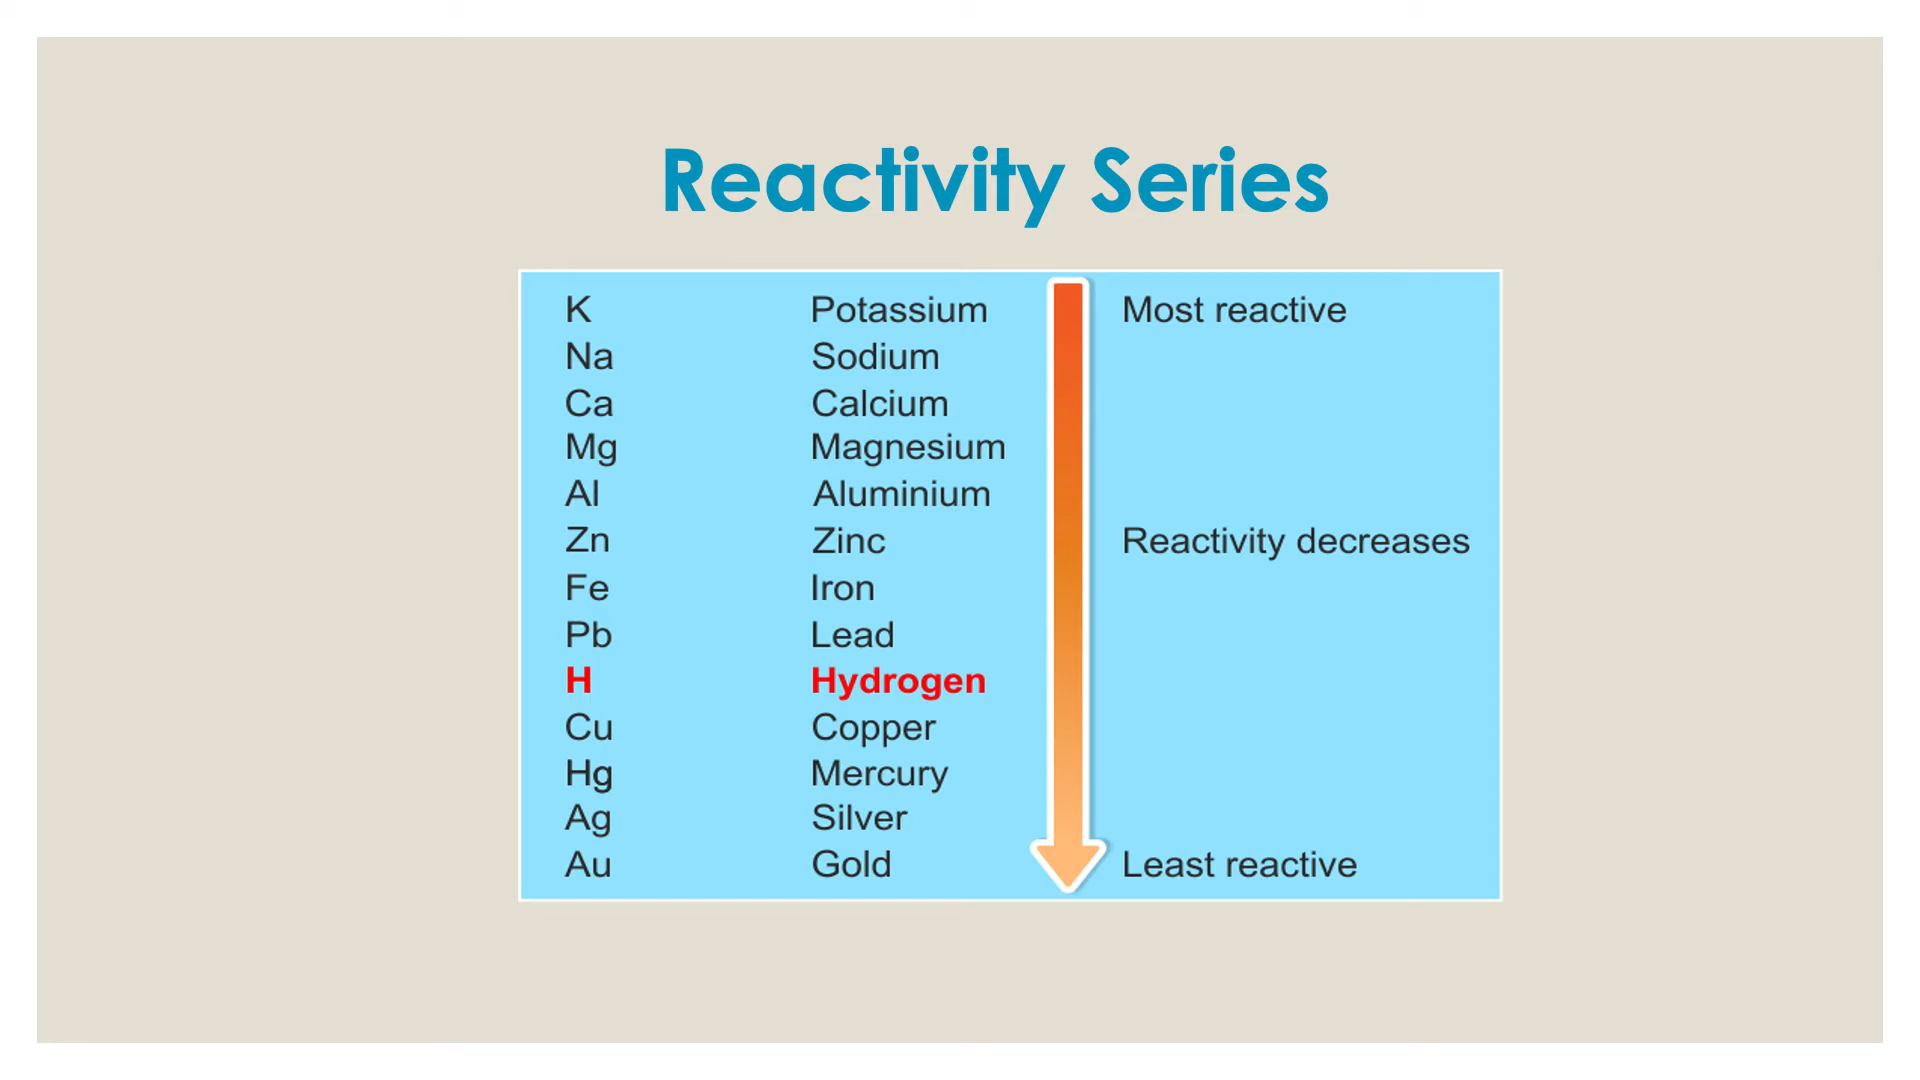 Reactivity Series
K Potassium Most reactive
Na Sodium
Ca Calcium
Mg Magnesium
Al Aluminium
Zn Zinc Reactivity decreases
Fe Iron
Pb Lead
H Hydrogen
Cu Copper
Hg Mercury
Ag Silver
Au Gold Least reactive